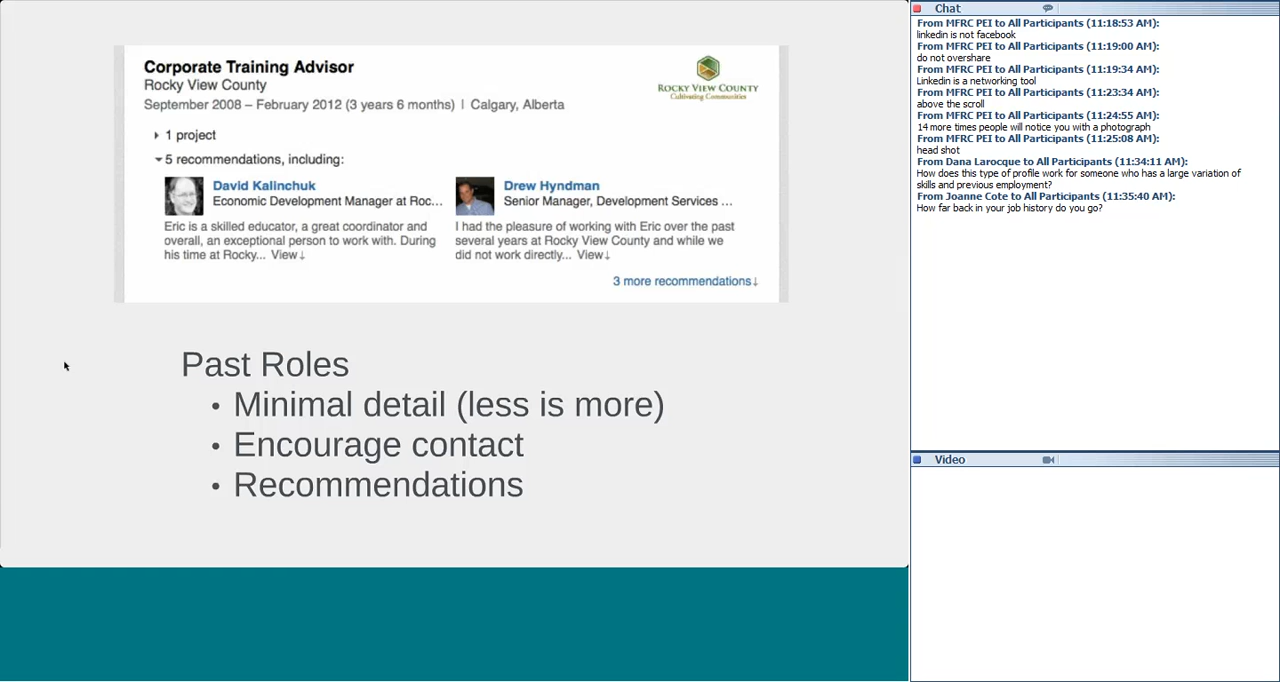 Corporate Training Advisor
Rocky View County
September 2008 – February 2012 (3 years 6 months) | Calgary, Alberta
ROCKY VIEW COUNTY
Cultivating Communities
1 project
5 recommendations, including:
David Kalinchuk
Economic Development Manager at Roc...
Eric is a skilled educator, a great coordinator and
overall, an exceptional person to work with. During
his time at Rocky... View↓
Drew Hyndman
Senior Manager, Development Services ...
I had the pleasure of working with Eric over the past
several years at Rocky View County and while we
did not work directly... View↓
3 more recommendations↓
Past Roles
• Minimal detail (less is more)
• Encourage contact
• Recommendations
Chat
From MFRC PEI to All Participants (11:18:53 AM):
linkedin is not facebook
From MFRC PEI to All Participants (11:19:00 AM):
do not overshare
From MFRC PEI to All Participants (11:19:34 AM):
Linkedin is a networking tool
From MFRC PEI to All Participants (11:23:34 AM):
above the scroll
From MFRC PEI to All Participants (11:24:55 AM):
14 more times people will notice you with a photograph
From MFRC PEI to All Participants (11:25:08 AM):
head shot
From Dana Larocque to All Participants (11:34:11 AM):
How does this type of profile work for someone who has a large variation of
skills and previous employment?
From Joanne Cote to All Participants (11:35:40 AM):
How far back in your job history do you go?
Video